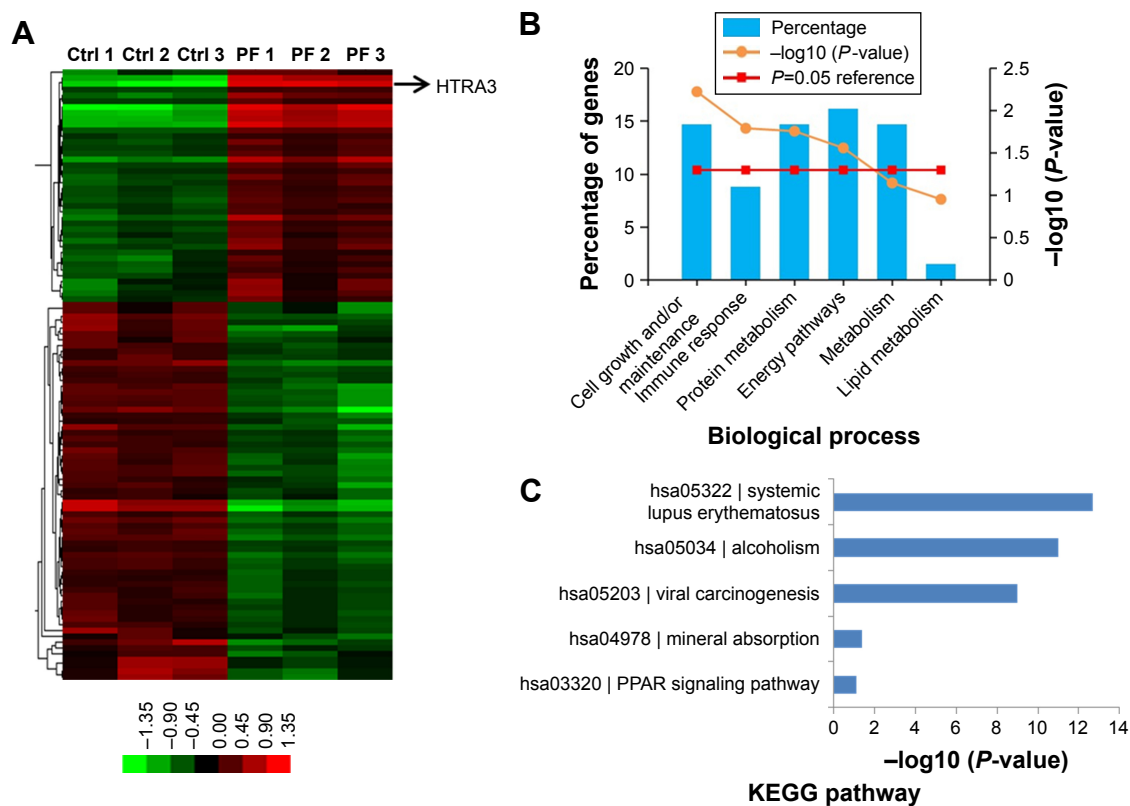 A
Ctrl 1 Ctrl 2 Ctrl 3 PF 1 PF 2 PF 3
HTRA3
–1.35
–0.90
–0.45
0.00
0.45
0.90
1.35
B
Percentage
–log10 (P-value)
P=0.05 reference
Percentage of genes
20
15
10
5
0
2.5
2
1.5
1
0.5
0
–log10 (P-value)
Cell growth and/or
maintenance
Immune response
Protein metabolism
Energy pathways
Metabolism
Lipid metabolism
Biological process
C
hsa05322 | systemic
lupus erythematosus
hsa05034 | alcoholism
hsa05203 | viral carcinogenesis
hsa04978 | mineral absorption
hsa03320 | PPAR signaling pathway
0 2 4 6 8 10 12 14
–log10 (P-value)
KEGG pathway